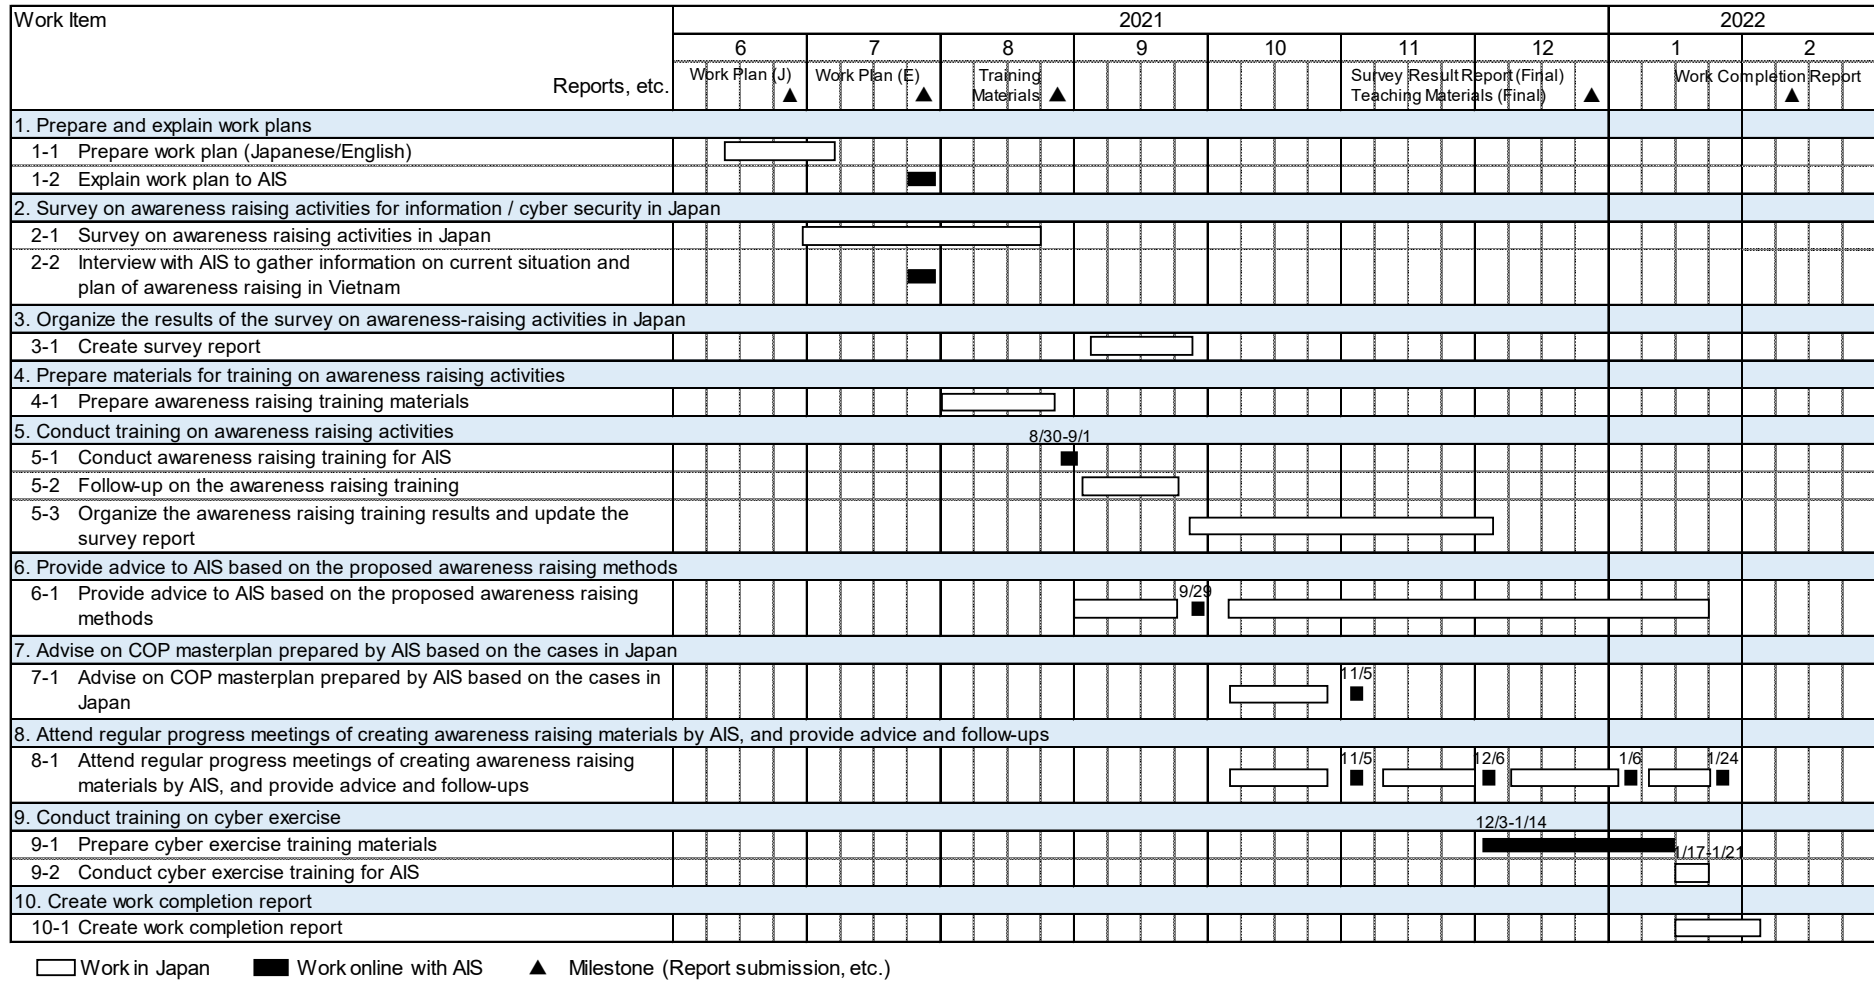 Work Item
2021
2022
6 7 8 9 10 11 12 1 2
Reports, etc.
Work Plan (J)
Work Plan (E)
Training
Materials
Survey Result Report (Final)
Teaching Materials (Final)
Work Completion Report
1. Prepare and explain work plans
1-1 Prepare work plan (Japanese/English)
1-2 Explain work plan to AIS
2. Survey on awareness raising activities for information / cyber security in Japan
2-1 Survey on awareness raising activities in Japan
2-2 Interview with AIS to gather information on current situation and
plan of awareness raising in Vietnam
3. Organize the results of the survey on awareness-raising activities in Japan
3-1 Create survey report
4. Prepare materials for training on awareness raising activities
4-1 Prepare awareness raising training materials
5. Conduct training on awareness raising activities
8/30-9/1
5-1 Conduct awareness raising training for AIS
5-2 Follow-up on the awareness raising training
5-3 Organize the awareness raising training results and update the
survey report
6. Provide advice to AIS based on the proposed awareness raising methods
6-1 Provide advice to AIS based on the proposed awareness raising
methods
9/29
7. Advise on COP masterplan prepared by AIS based on the cases in Japan
7-1 Advise on COP masterplan prepared by AIS based on the cases in
Japan
11/5
8. Attend regular progress meetings of creating awareness raising materials by AIS, and provide advice and follow-ups
8-1 Attend regular progress meetings of creating awareness raising
materials by AIS, and provide advice and follow-ups
11/5 12/6 1/6 1/24
9. Conduct training on cyber exercise
12/3-1/14
9-1 Prepare cyber exercise training materials
1/17-1/21
9-2 Conduct cyber exercise training for AIS
10. Create work completion report
10-1 Create work completion report
Work in Japan
Work online with AIS
▲ Milestone (Report submission, etc.)